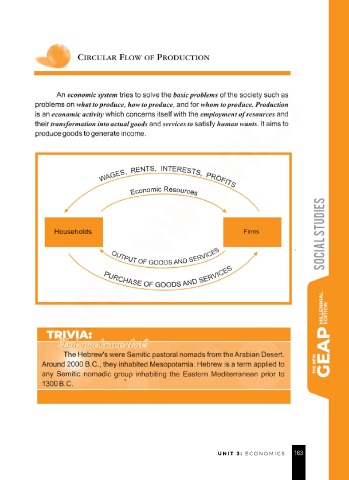 CIRCULAR FLOW OF PRODUCTION
An economic system tries to solve the basic problems of the society such as
problems on what to produce, how to produce, and for whom to produce. Production
is an economic activity which concerns itself with the employment of resources and
their transformation into actual goods and services to satisfy human wants. It aims to
produce goods to generate income.
WAGES, RENTS, INTERESTS, PROFITS
Economic Resources
Households
Firms
OUTPUT OF GOODS AND SERVICES
PURCHASE OF GOODS AND SERVICES
TRIVIA:
Did you know that?
The Hebrew's were Semitic pastoral nomads from the Arabian Desert.
Around 2000 B.C., they inhabited Mesopotamia. Hebrew is a term applied to
any Semitic nomadic group inhabiting the Eastern Mediterranean prior to
1300 B.C.
SOCIAL STUDIES
THE NEW
GEAP
MILLENNIAL
EDITION
UNIT 3: ECONOMICS 163